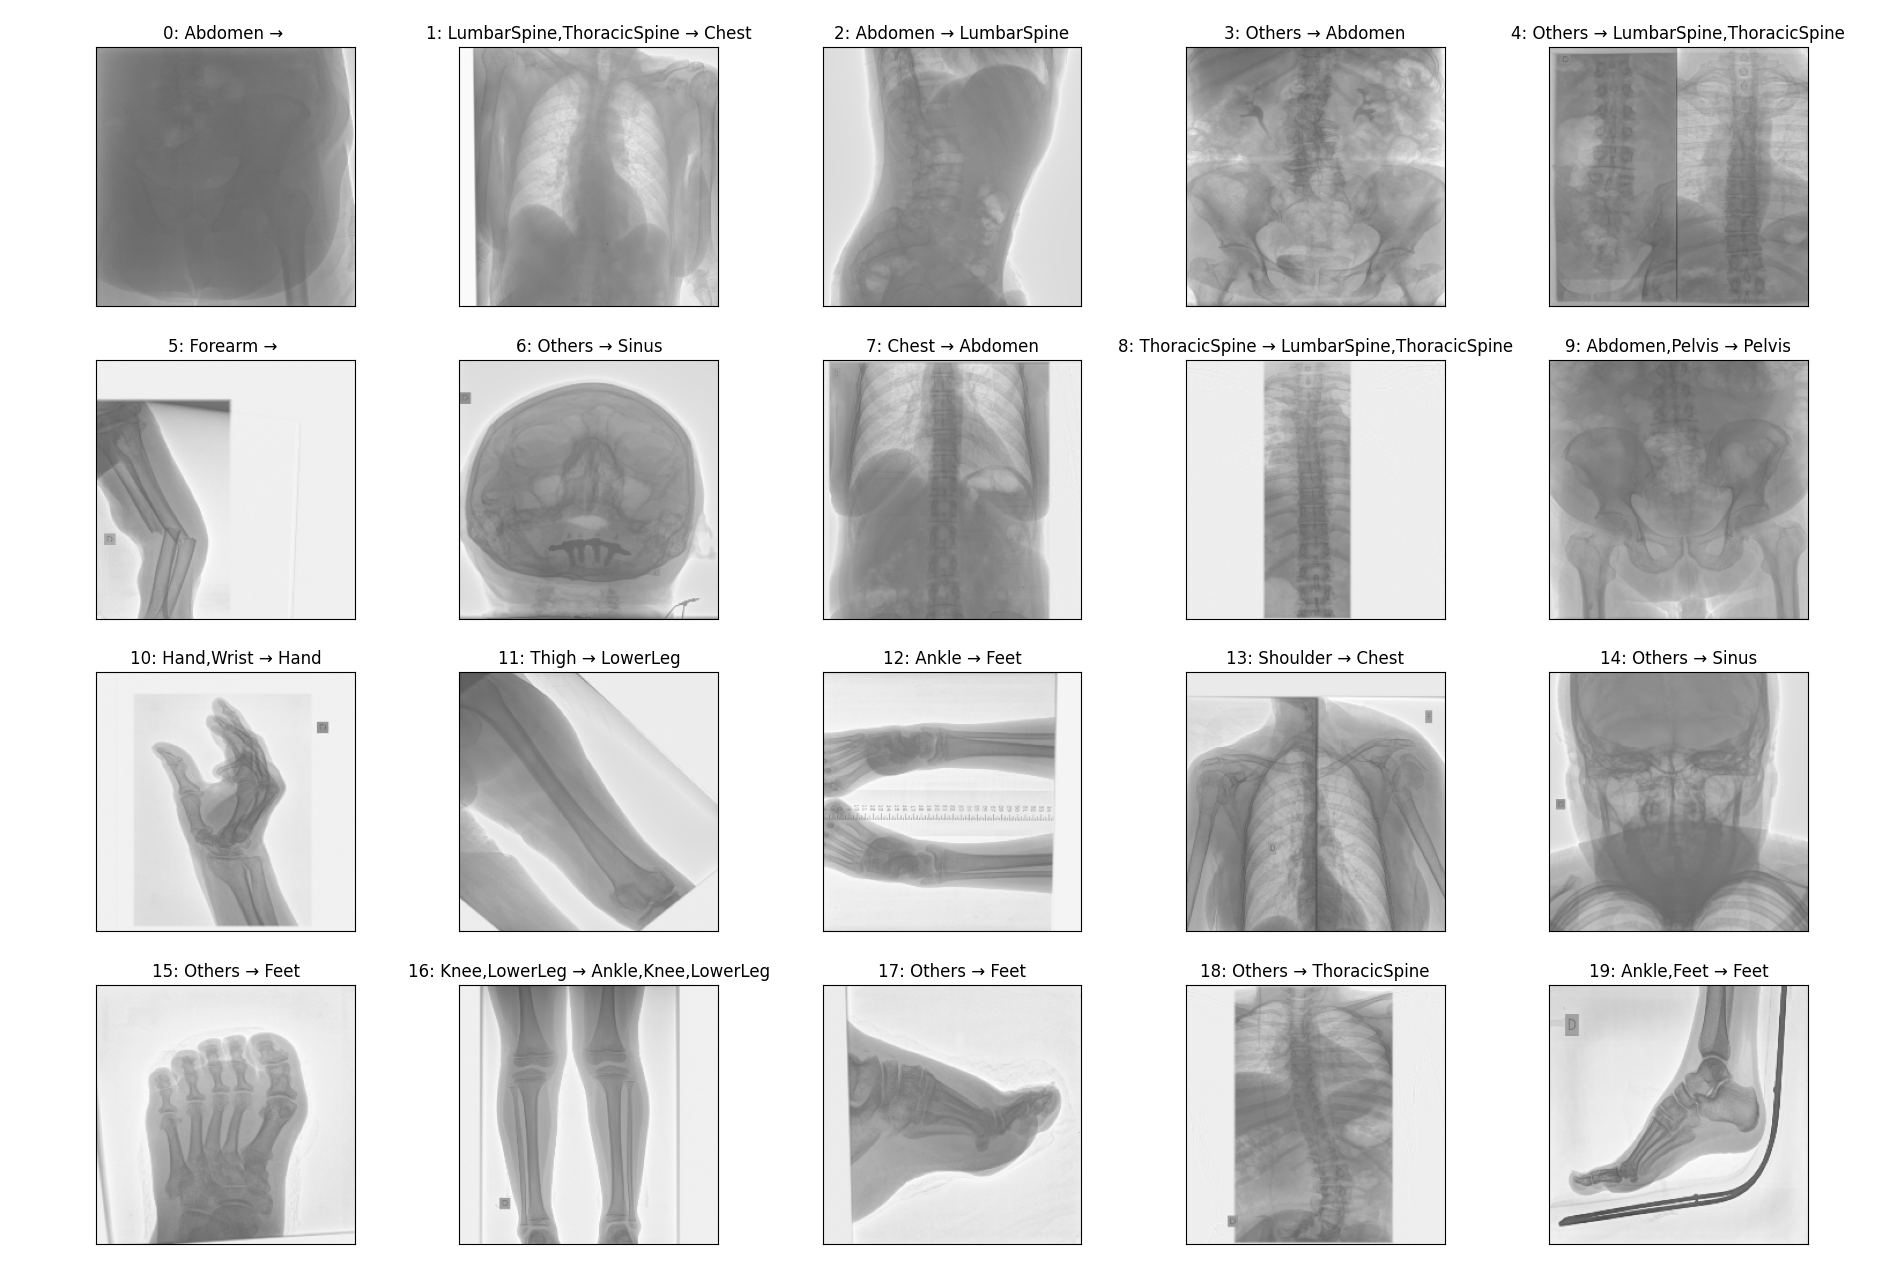 0: Abdomen →
1: LumbarSpine,ThoracicSpine → Chest
2: Abdomen → LumbarSpine
3: Others → Abdomen
4: Others → LumbarSpine,ThoracicSpine
5: Forearm →
6: Others → Sinus
7: Chest → Abdomen
8: ThoracicSpine → LumbarSpine,ThoracicSpine
9: Abdomen,Pelvis → Pelvis
10: Hand,Wrist → Hand
11: Thigh → LowerLeg
12: Ankle → Feet
13: Shoulder → Chest
14: Others → Sinus
15: Others → Feet
16: Knee,LowerLeg → Ankle,Knee,LowerLeg
17: Others → Feet
18: Others → ThoracicSpine
19: Ankle,Feet → Feet
D